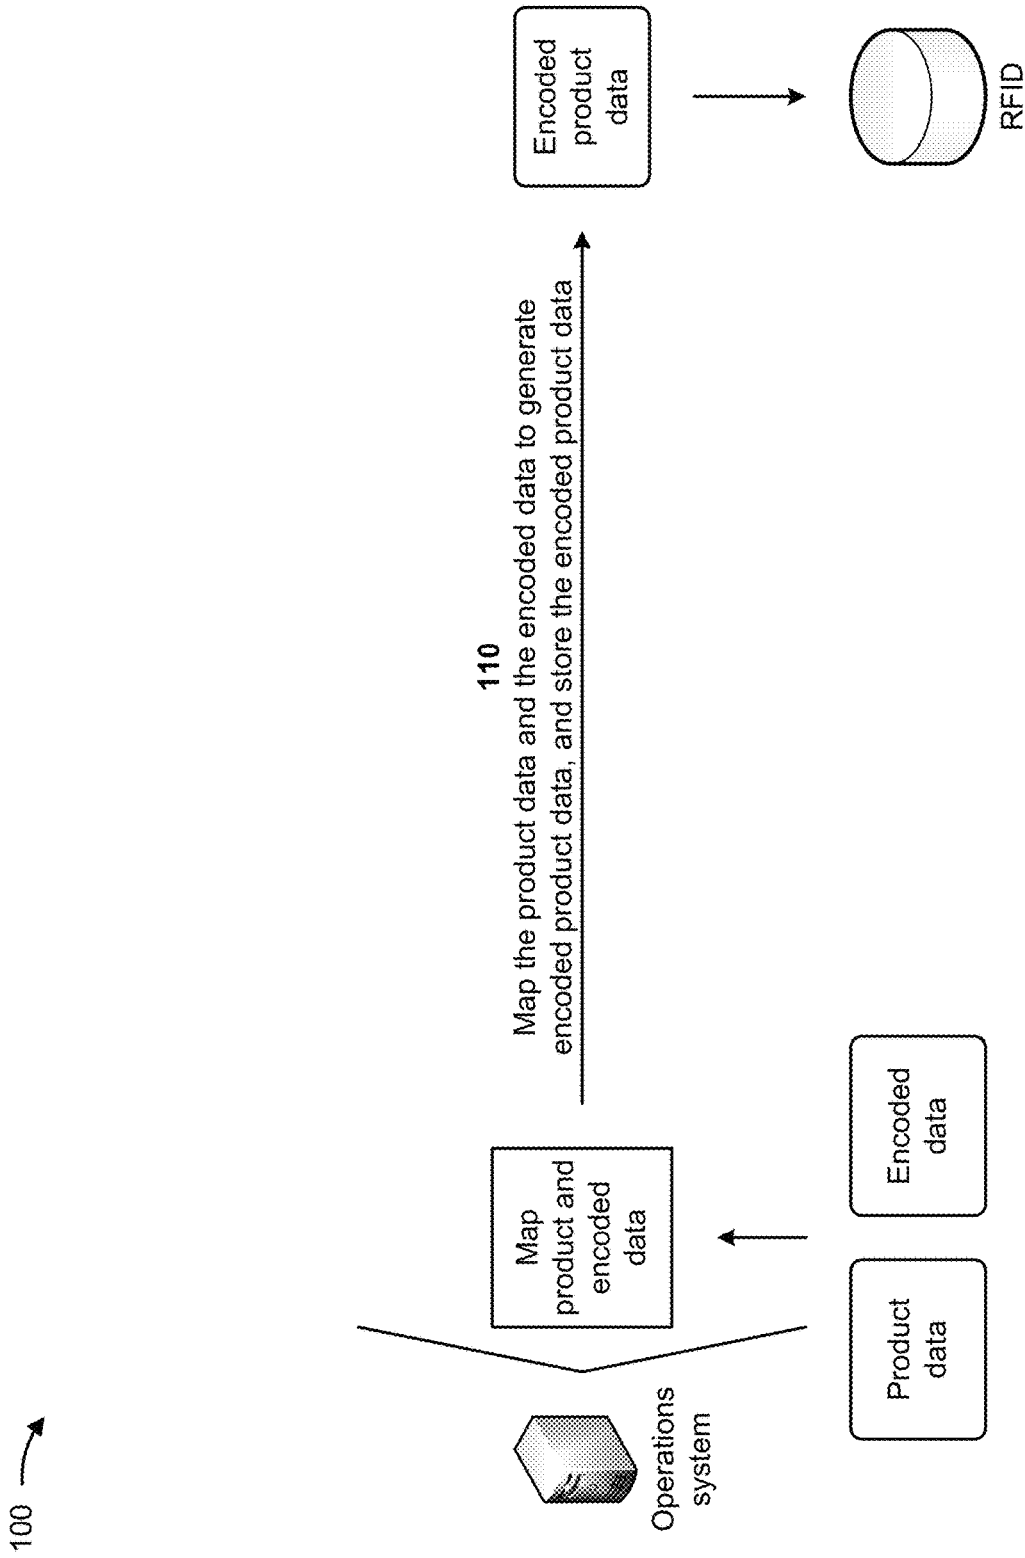 100
110
Map the product data and the encoded data to generate
encoded product data, and store the encoded product data
Operations
system
Map
product and
encoded
data
Encoded
product
data
Product
data
Encoded
data
RFID